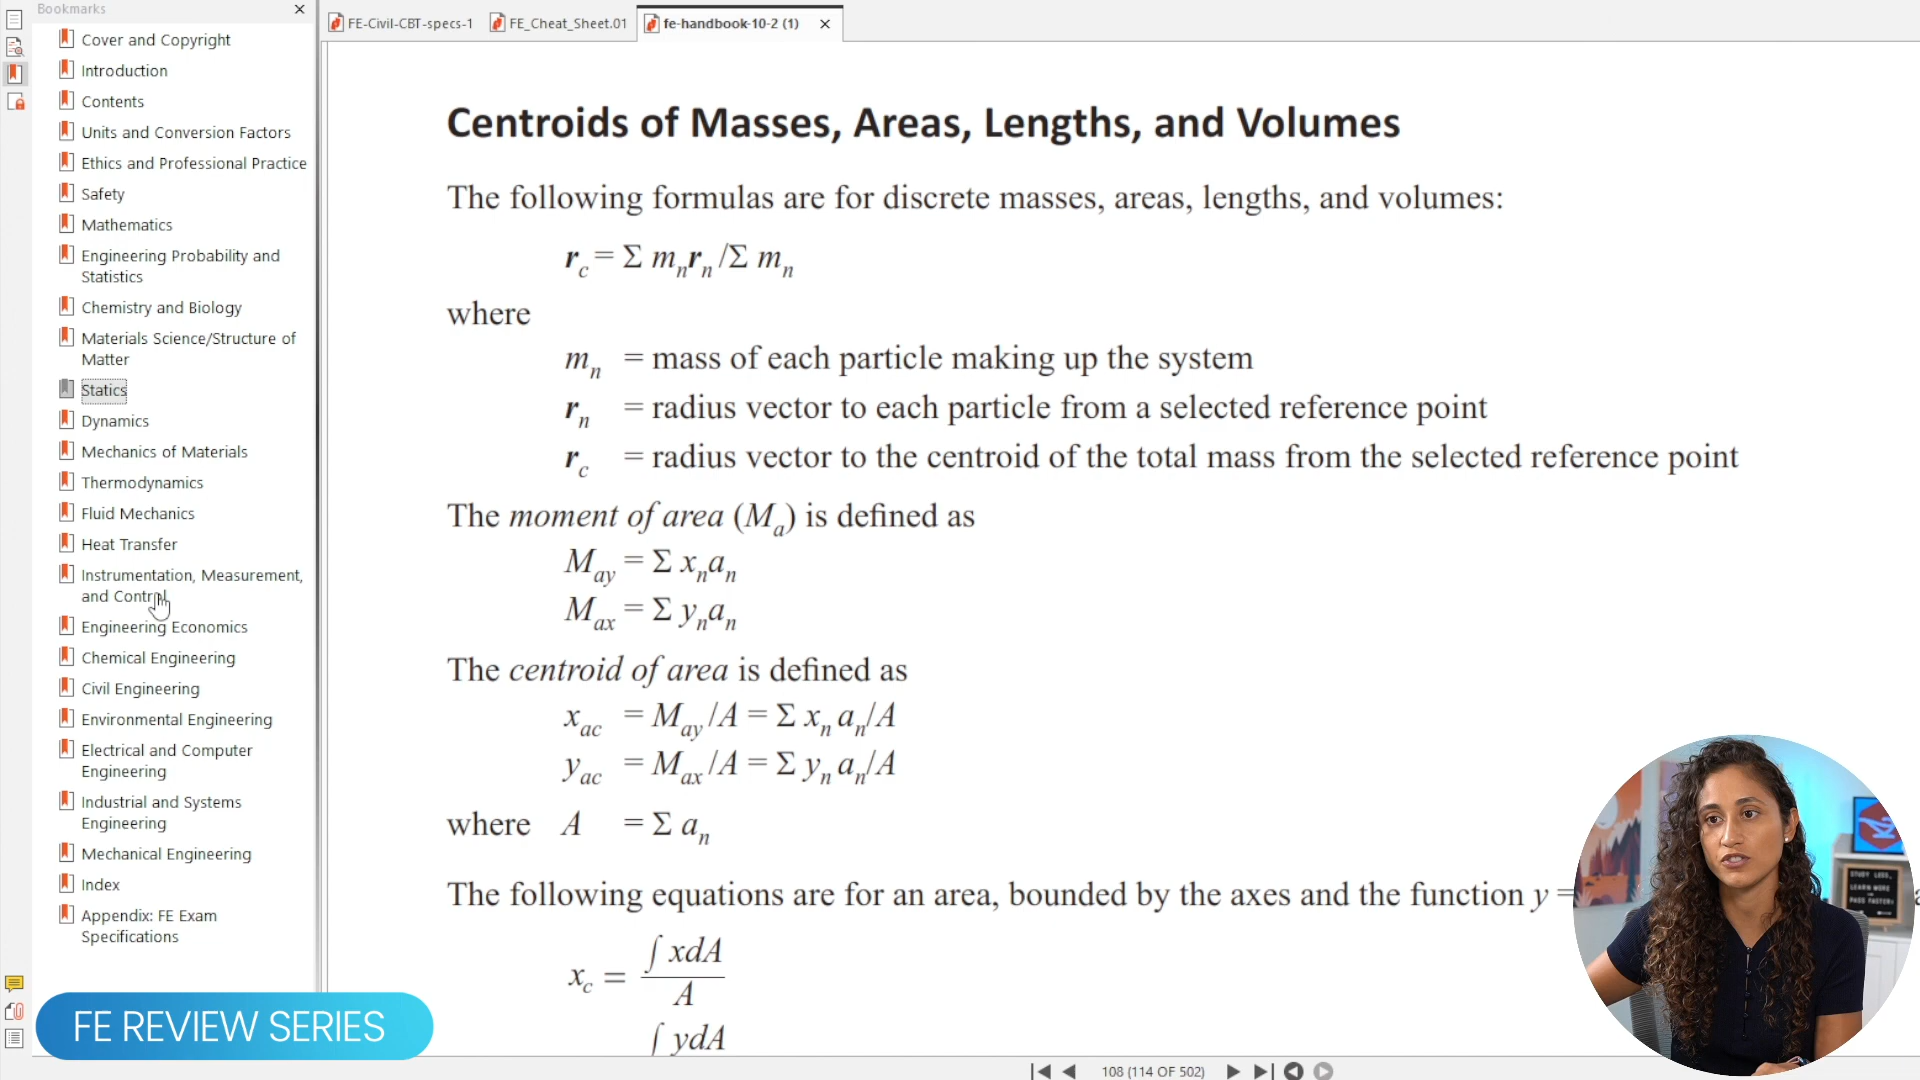 Bookmarks
Cover and Copyright
Introduction
Contents
Units and Conversion Factors
Ethics and Professional Practice
Safety
Mathematics
Engineering Probability and
Statistics
Chemistry and Biology
Materials Science/Structure of
Matter
Statics
Dynamics
Mechanics of Materials
Thermodynamics
Fluid Mechanics
Heat Transfer
Instrumentation, Measurement,
and Control
Engineering Economics
Chemical Engineering
Civil Engineering
Environmental Engineering
Electrical and Computer
Engineering
Industrial and Systems
Engineering
Mechanical Engineering
Index
Appendix: FE Exam
Specifications
FE REVIEW SERIES
FE-Civil-CBT-specs-1 FE_Cheat_Sheet.01 fe-handbook-10-2 (1)
Centroids of Masses, Areas, Lengths, and Volumes
The following formulas are for discrete masses, areas, lengths, and volumes:
r_c = Σ m_n r_n /Σ m_n
where
m_n = mass of each particle making up the system
r_n = radius vector to each particle from a selected reference point
r_c = radius vector to the centroid of the total mass from the selected reference point
The moment of area (M_a) is defined as
M_ay = Σ x_n a_n
M_ax = Σ y_n a_n
The centroid of area is defined as
x_ac = M_ay /A = Σ x_n a_n/A
y_ac = M_ax /A = Σ y_n a_n/A
where A = Σ a_n
The following equations are for an area, bounded by the axes and the function y =
x_c = ∫ xdA
A
∫ ydA
108 (114 OF 502)
STUDY LESS,
LEARN MORE
PASS FASTER!